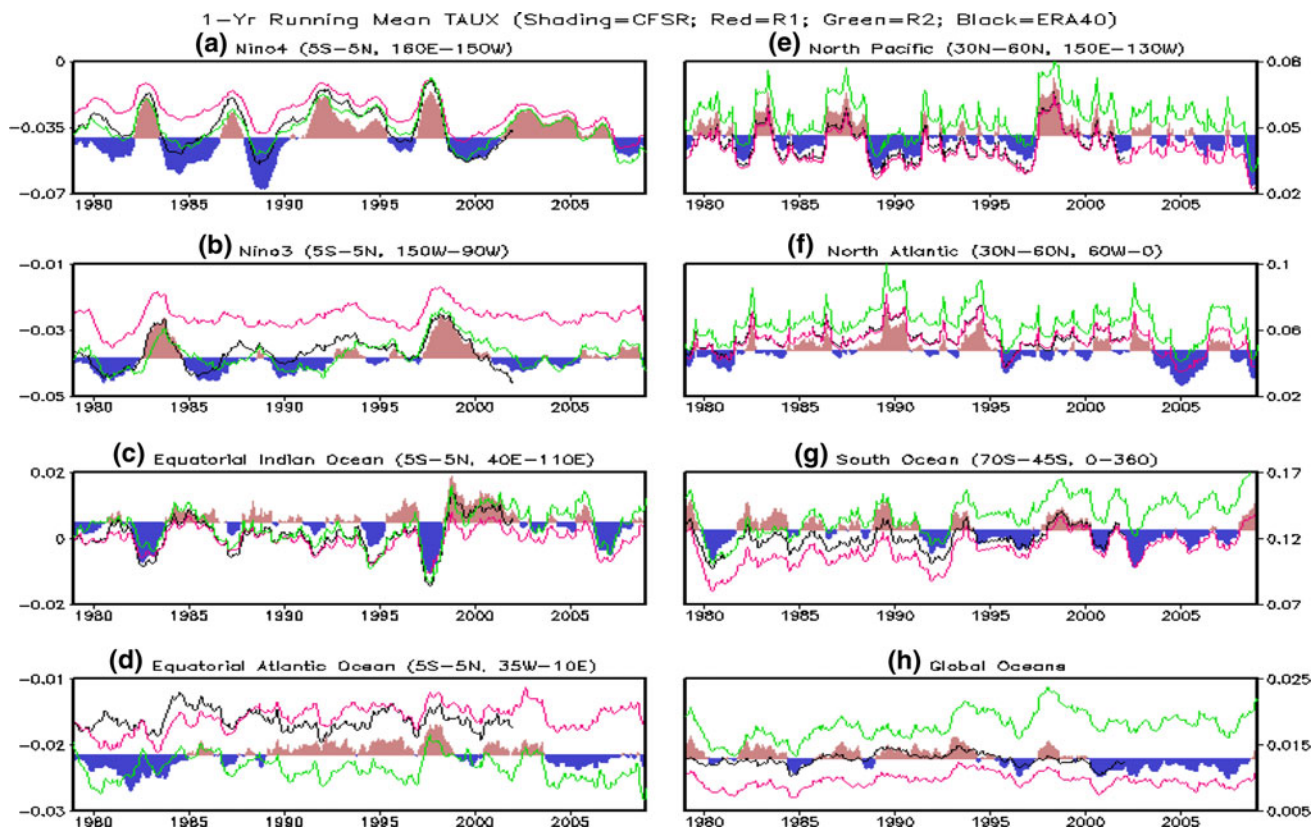 1-Yr Running Mean TAUX (Shading=CFSR; Red=R1; Green=R2; Black=ERA40)
(a) Nino4 (5S-5N, 160E-150W)
0
-0.035
-0.07
1980 1985 1990 1995 2000 2005
(b) Nino3 (5S-5N, 150W-90W)
-0.01
-0.03
-0.05
1980 1985 1990 1995 2000 2005
(c) Equatorial Indian Ocean (5S-5N, 40E-110E)
0.02
0
-0.02
1980 1985 1990 1995 2000 2005
(d) Equatorial Atlantic Ocean (5S-5N, 35W-10E)
-0.01
-0.02
-0.03
1980 1985 1990 1995 2000 2005
(e) North Pacific (30N-60N, 150E-130W)
0.08
0.05
0.02
1980 1985 1990 1995 2000 2005
(f) North Atlantic (30N-60N, 60W-0)
0.1
0.06
0.02
1980 1985 1990 1995 2000 2005
(g) South Ocean (70S-45S, 0-360)
0.17
0.12
0.07
1980 1985 1990 1995 2000 2005
(h) Global Oceans
0.025
0.015
0.005
1980 1985 1990 1995 2000 2005